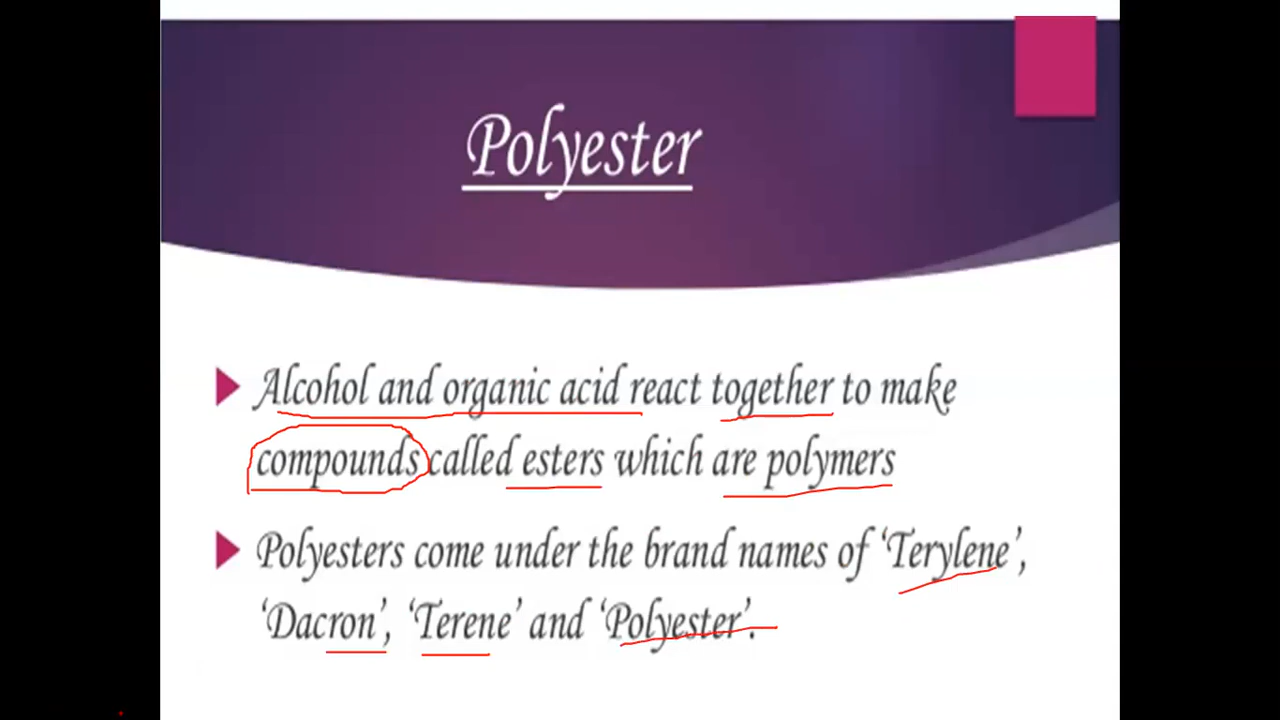 Polyester
Alcohol and organic acid react together to make
compounds called esters which are polymers
Polyesters come under the brand names of ‘Terylene’,
‘Dacron’, ‘Terene’ and ‘Polyester’.